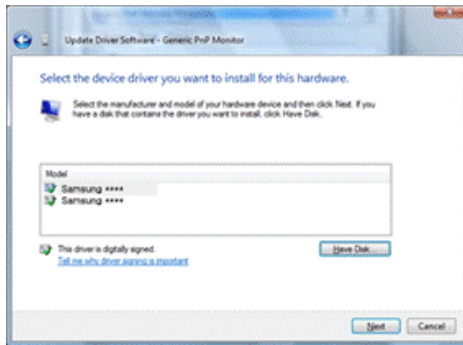 Update Driver Software - Generic PnP Monitor
Select the device driver you want to install for this hardware.
Select the manufacturer and model of your hardware device and then click Next. If you
have a disk that contains the driver you want to install, click Have Disk.
Model
Samsung ****
Samsung ****
This driver is digitally signed.
Have Disk...
Tell me why driver signing is important
Next
Cancel